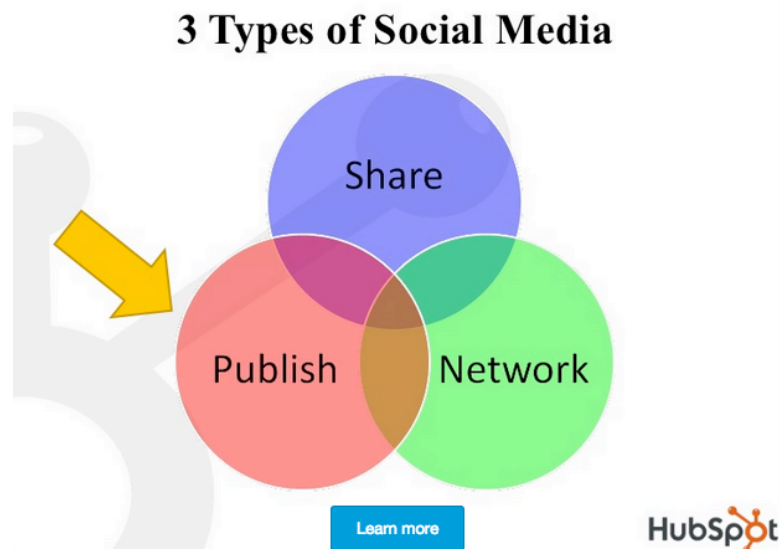 3 Types of Social Media
Share
Publish
Network
Learn more
HubSpot